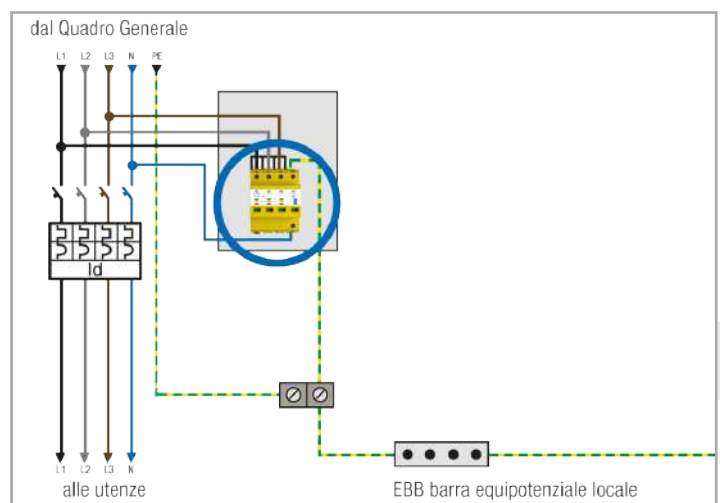 dal Quadro Generale
L1 L2 L3 N PE
Id
L1 L2 L3 N
alle utenze
EBB barra equipotenziale locale